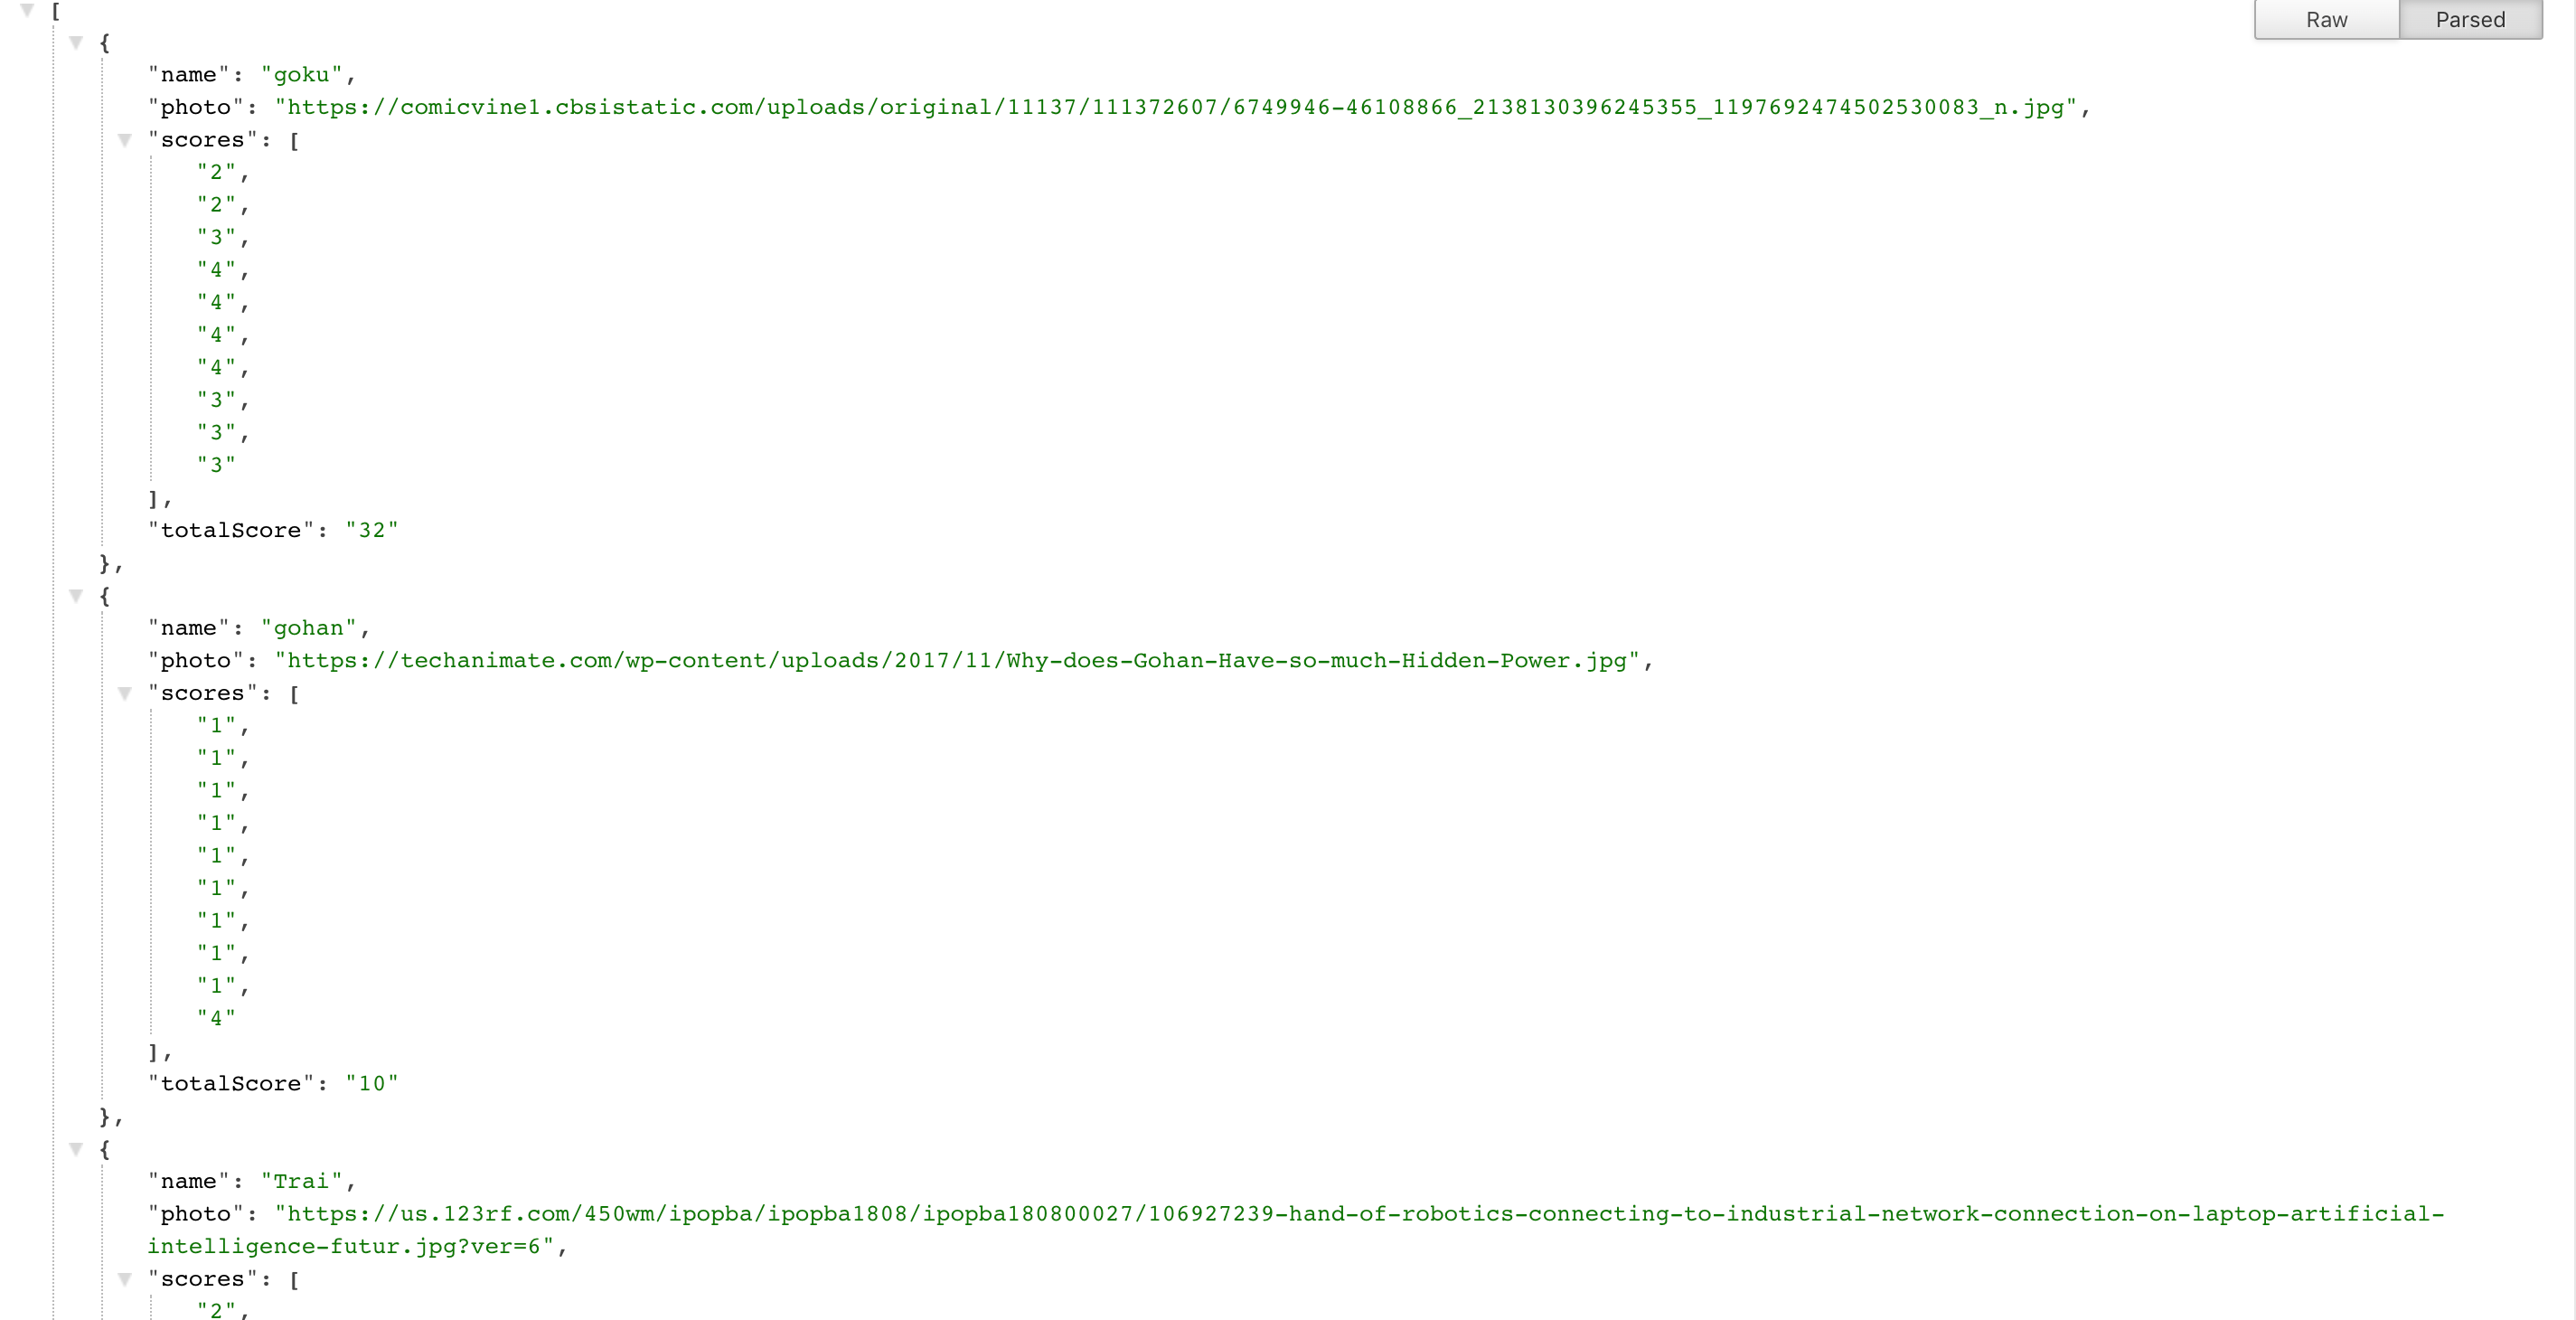 [
Raw Parsed
{
"name": "goku",
"photo": "https://comicvine1.cbsistatic.com/uploads/original/11137/111372607/6749946-46108866_2138130396245355_1197692474502530083_n.jpg",
"scores": [
"2",
"2",
"3",
"4",
"4",
"4",
"4",
"3",
"3",
"3"
],
"totalScore": "32"
},
{
"name": "gohan",
"photo": "https://techanimate.com/wp-content/uploads/2017/11/Why-does-Gohan-Have-so-much-Hidden-Power.jpg",
"scores": [
"1",
"1",
"1",
"1",
"1",
"1",
"1",
"1",
"1",
"4"
],
"totalScore": "10"
},
{
"name": "Trai",
"photo": "https://us.123rf.com/450wm/ipopba/ipopba1808/ipopba180800027/106927239-hand-of-robotics-connecting-to-industrial-network-connection-on-laptop-artificial-
intelligence-futur.jpg?ver=6",
"scores": [
"2",